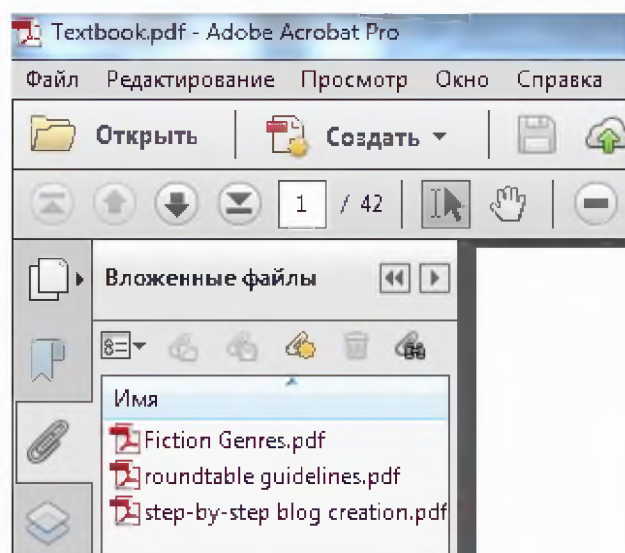 Textbook.pdf - Adobe Acrobat Pro
Файл Редактирование Просмотр Окно Справка
Открыть Создать
1 / 42
Вложенные файлы
Имя
Fiction Genres.pdf
roundtable guidelines.pdf
step-by-step blog creation.pdf